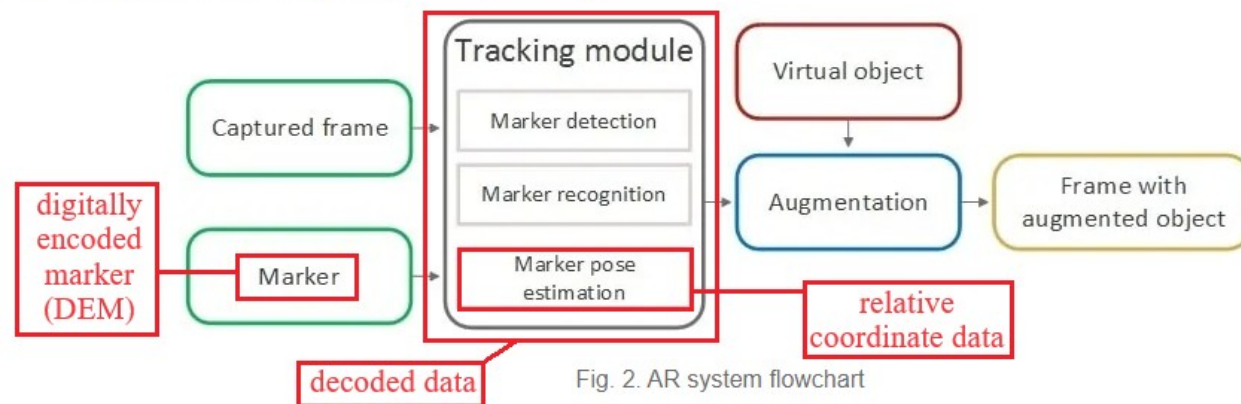 Tracking module
Virtual object
Captured frame
Marker detection
Marker recognition
Augmentation
Frame with
augmented object
digitally
encoded
marker
(DEM)
Marker
Marker pose
estimation
relative
coordinate data
decoded data
Fig. 2. AR system flowchart